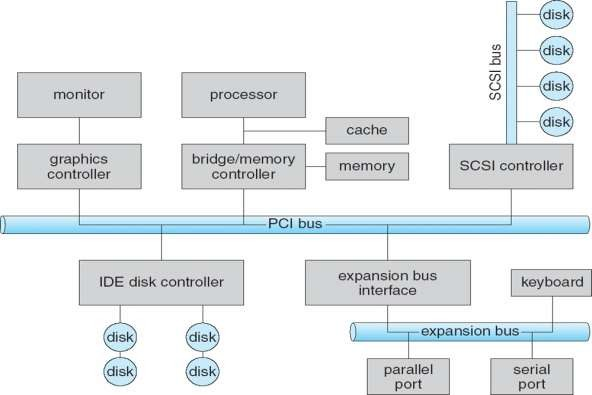 disk
disk
disk
disk
SCSI bus
monitor
processor
cache
graphics
controller
bridge/memory
controller
memory
SCSI controller
PCI bus
IDE disk controller
expansion bus
interface
keyboard
disk
disk
disk
disk
expansion bus
parallel
port
serial
port